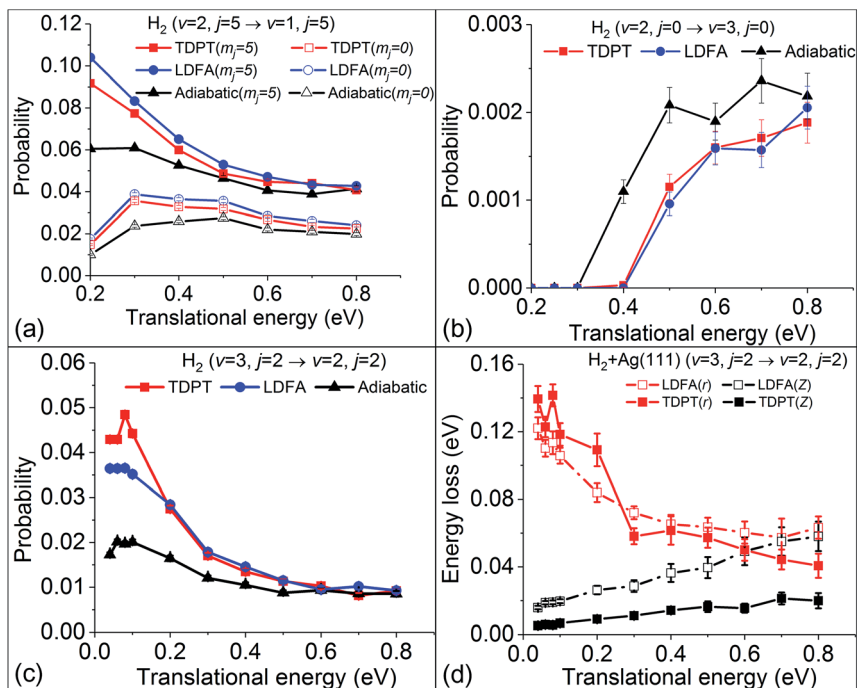 H₂ (v=2, j=5 → v=1, j=5)
TDPT(mⱼ=5) TDPT(mⱼ=0)
LDFA(mⱼ=5) LDFA(mⱼ=0)
Adiabatic(mⱼ=5) Adiabatic(mⱼ=0)
0.12
0.10
0.08
0.06
0.04
0.02
0.00
Probability
0.2 0.4 0.6 0.8
Translational energy (eV)
(a)
H₂ (v=2, j=0 → v=3, j=0)
TDPT LDFA Adiabatic
0.003
0.002
0.001
0.000
Probability
0.2 0.3 0.4 0.5 0.6 0.7 0.8
Translational energy (eV)
(b)
H₂ (v=3, j=2 → v=2, j=2)
TDPT LDFA Adiabatic
0.06
0.05
0.04
0.03
0.02
0.01
0.00
Probability
0.0 0.2 0.4 0.6 0.8
Translational energy (eV)
(c)
H₂+Ag(111) (v=3, j=2 → v=2, j=2)
LDFA(r) LDFA(Z)
TDPT(r) TDPT(Z)
0.16
0.12
0.08
0.04
0.00
Energy loss (eV)
0.0 0.2 0.4 0.6 0.8
Translational energy (eV)
(d)